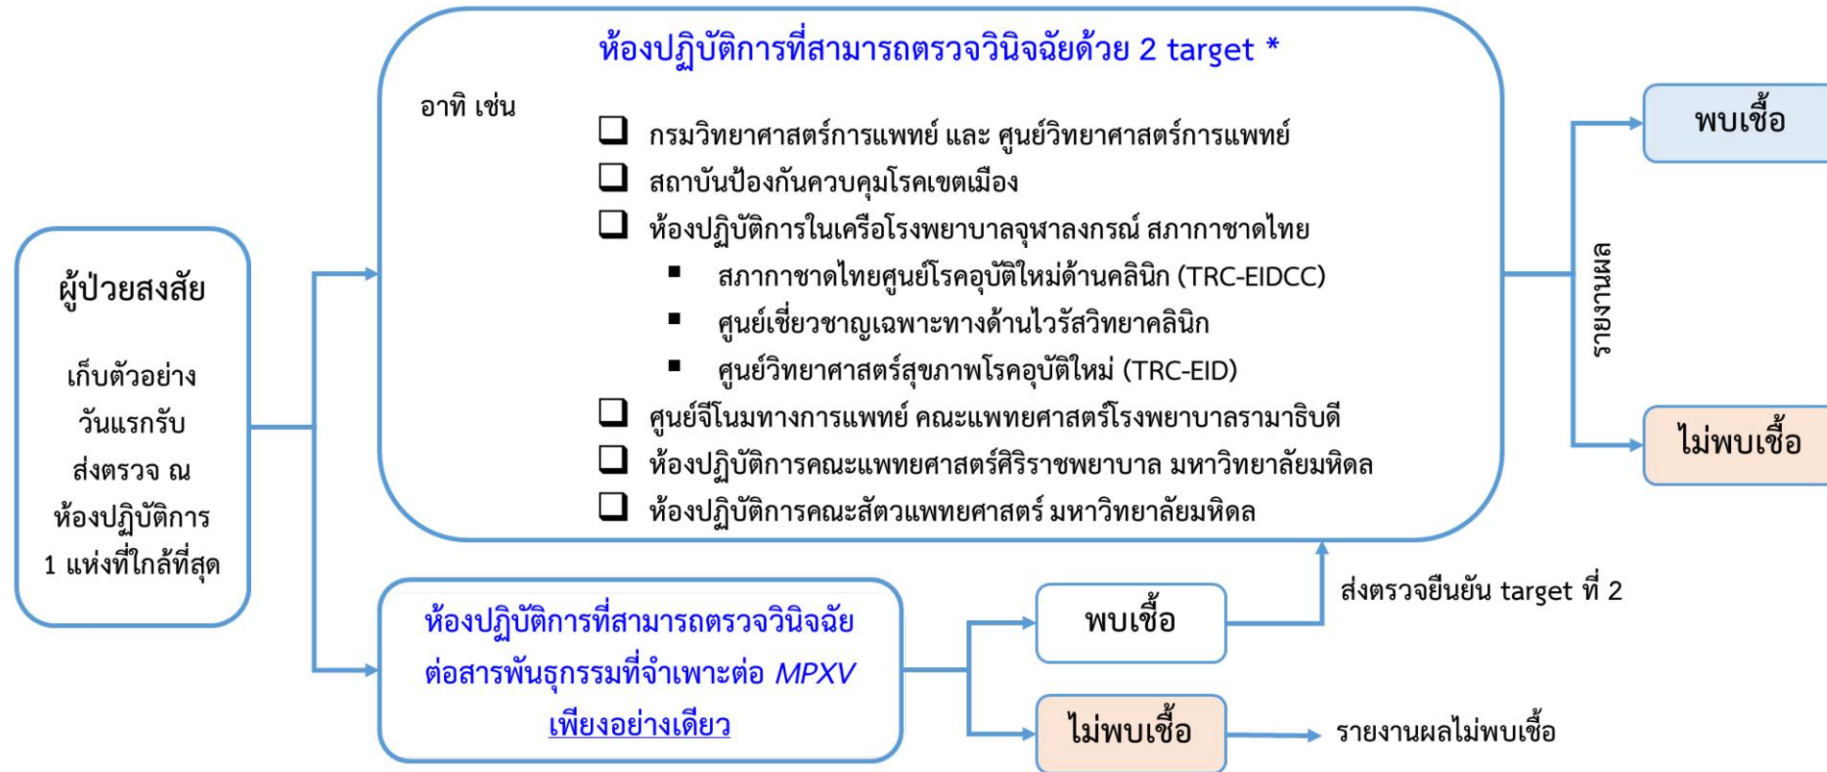 ห้องปฏิบัติการที่สามารถตรวจวินิจฉัยด้วย 2 target *
อาทิ เช่น
❑ กรมวิทยาศาสตร์การแพทย์ และ ศูนย์วิทยาศาสตร์การแพทย์
❑ สถาบันป้องกันควบคุมโรคเขตเมือง
❑ ห้องปฏิบัติการในเครือโรงพยาบาลจุฬาลงกรณ์ สภากาชาดไทย
▪ สภากาชาดไทยศูนย์โรคอุบัติใหม่ด้านคลินิก (TRC-EIDCC)
▪ ศูนย์เชี่ยวชาญเฉพาะทางด้านไวรัสวิทยาคลินิก
▪ ศูนย์วิทยาศาสตร์สุขภาพโรคอุบัติใหม่ (TRC-EID)
❑ ศูนย์จีโนมทางการแพทย์ คณะแพทยศาสตร์โรงพยาบาลรามาธิบดี
❑ ห้องปฏิบัติการคณะแพทยศาสตร์ศิริราชพยาบาล มหาวิทยาลัยมหิดล
❑ ห้องปฏิบัติการคณะสัตวแพทยศาสตร์ มหาวิทยาลัยมหิดล
ผู้ป่วยสงสัย
เก็บตัวอย่าง
วันแรกรับ
ส่งตรวจ ณ
ห้องปฏิบัติการ
1 แห่งที่ใกล้ที่สุด
รายงานผล
พบเชื้อ
ไม่พบเชื้อ
ห้องปฏิบัติการที่สามารถตรวจวินิจฉัย
ต่อสารพันธุกรรมที่จำเพาะต่อ MPXV
เพียงอย่างเดียว
พบเชื้อ
ส่งตรวจยืนยัน target ที่ 2
ไม่พบเชื้อ
รายงานผลไม่พบเชื้อ